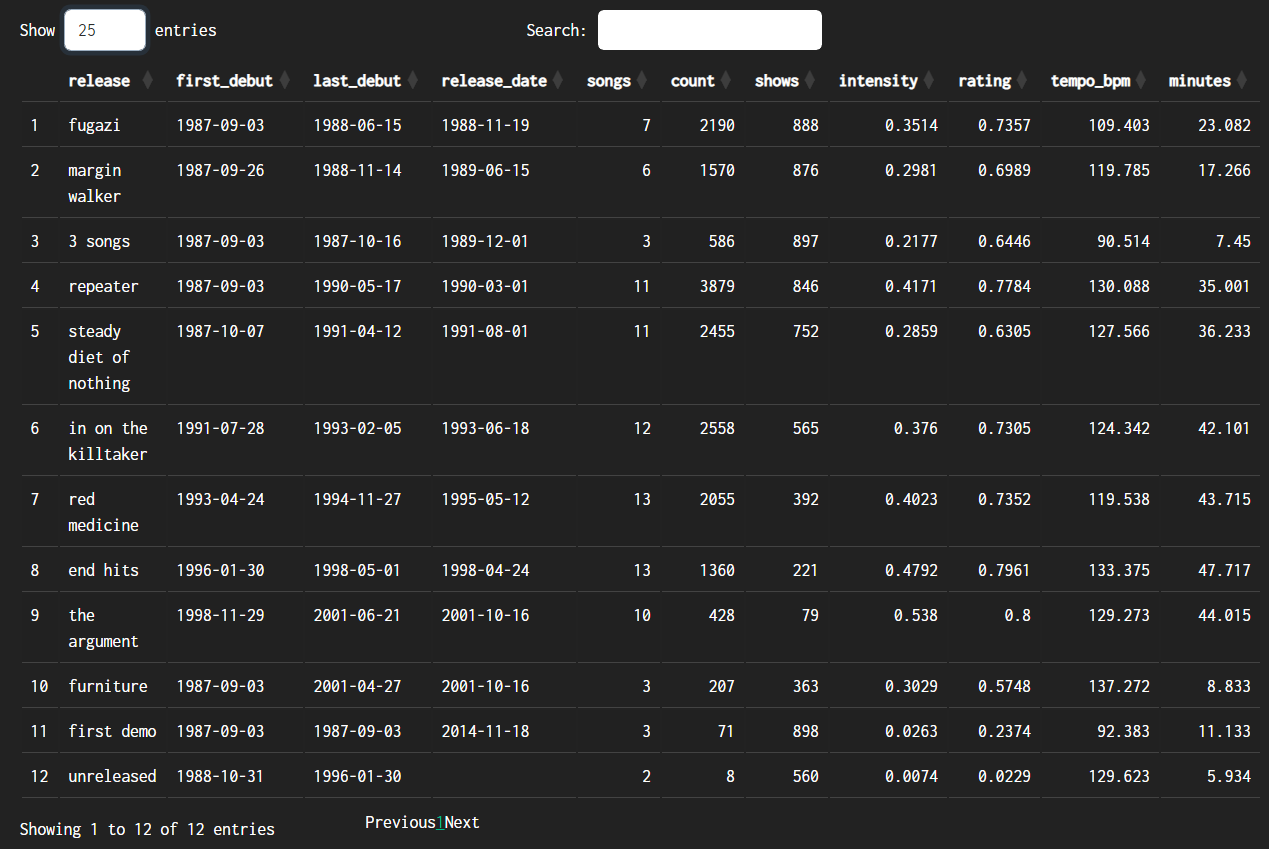 Show 25 entries Search:
release first_debut last_debut release_date songs count shows intensity rating tempo_bpm minutes
1 fugazi 1987-09-03 1988-06-15 1988-11-19 7 2190 888 0.3514 0.7357 109.403 23.082
2 margin 1987-09-26 1988-11-14 1989-06-15 6 1570 876 0.2981 0.6989 119.785 17.266
walker
3 3 songs 1987-09-03 1987-10-16 1989-12-01 3 586 897 0.2177 0.6446 90.514 7.45
4 repeater 1987-09-03 1990-05-17 1990-03-01 11 3879 846 0.4171 0.7784 130.088 35.001
5 steady 1987-10-07 1991-04-12 1991-08-01 11 2455 752 0.2859 0.6305 127.566 36.233
diet of
nothing
6 in on the 1991-07-28 1993-02-05 1993-06-18 12 2558 565 0.376 0.7305 124.342 42.101
killtaker
7 red 1993-04-24 1994-11-27 1995-05-12 13 2055 392 0.4023 0.7352 119.538 43.715
medicine
8 end hits 1996-01-30 1998-05-01 1998-04-24 13 1360 221 0.4792 0.7961 133.375 47.717
9 the 1998-11-29 2001-06-21 2001-10-16 10 428 79 0.538 0.8 129.273 44.015
argument
10 furniture 1987-09-03 2001-04-27 2001-10-16 3 207 363 0.3029 0.5748 137.272 8.833
11 first demo 1987-09-03 1987-09-03 2014-11-18 3 71 898 0.0263 0.2374 92.383 11.133
12 unreleased 1988-10-31 1996-01-30 2 8 560 0.0074 0.0229 129.623 5.934
Showing 1 to 12 of 12 entries Previous1Next